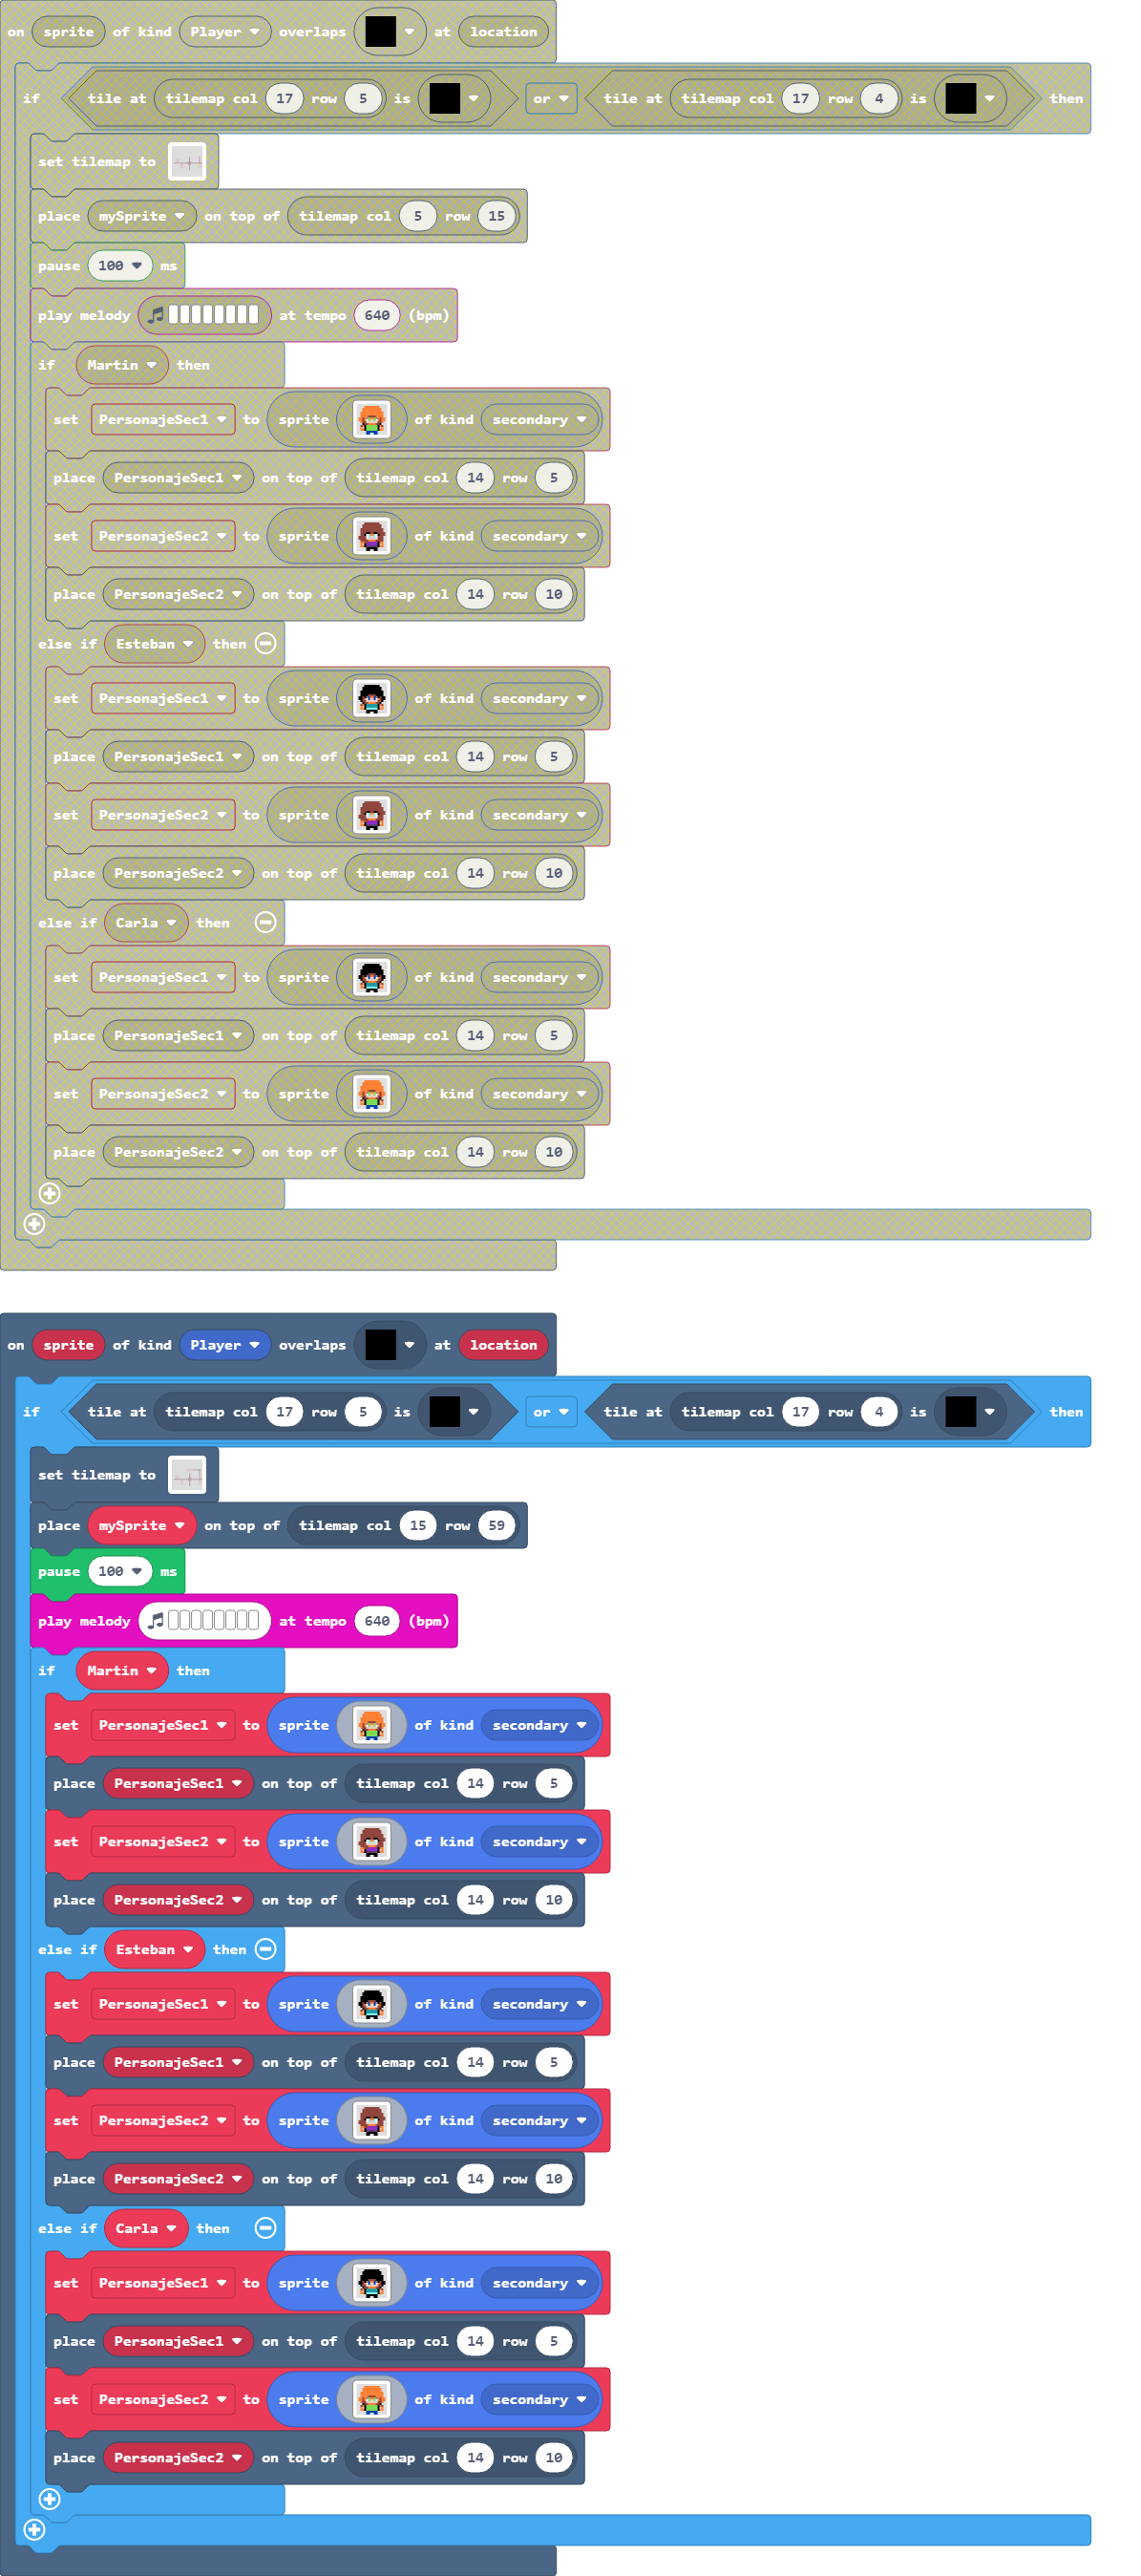 on sprite of kind Player overlaps at location
if tile at tilemap col 17 row 5 is or tile at tilemap col 17 row 4 is then
set tilemap to
place mySprite on top of tilemap col 5 row 15
pause 100 ms
play melody at tempo 640 (bpm)
if Martin then
set PersonajeSec1 to sprite of kind secondary
place PersonajeSec1 on top of tilemap col 14 row 5
set PersonajeSec2 to sprite of kind secondary
place PersonajeSec2 on top of tilemap col 14 row 10
else if Esteban then
set PersonajeSec1 to sprite of kind secondary
place PersonajeSec1 on top of tilemap col 14 row 5
set PersonajeSec2 to sprite of kind secondary
place PersonajeSec2 on top of tilemap col 14 row 10
else if Carla then
set PersonajeSec1 to sprite of kind secondary
place PersonajeSec1 on top of tilemap col 14 row 5
set PersonajeSec2 to sprite of kind secondary
place PersonajeSec2 on top of tilemap col 14 row 10
on sprite of kind Player overlaps at location
if tile at tilemap col 17 row 5 is or tile at tilemap col 17 row 4 is then
set tilemap to
place mySprite on top of tilemap col 15 row 59
pause 100 ms
play melody at tempo 640 (bpm)
if Martin then
set PersonajeSec1 to sprite of kind secondary
place PersonajeSec1 on top of tilemap col 14 row 5
set PersonajeSec2 to sprite of kind secondary
place PersonajeSec2 on top of tilemap col 14 row 10
else if Esteban then
set PersonajeSec1 to sprite of kind secondary
place PersonajeSec1 on top of tilemap col 14 row 5
set PersonajeSec2 to sprite of kind secondary
place PersonajeSec2 on top of tilemap col 14 row 10
else if Carla then
set PersonajeSec1 to sprite of kind secondary
place PersonajeSec1 on top of tilemap col 14 row 5
set PersonajeSec2 to sprite of kind secondary
place PersonajeSec2 on top of tilemap col 14 row 10